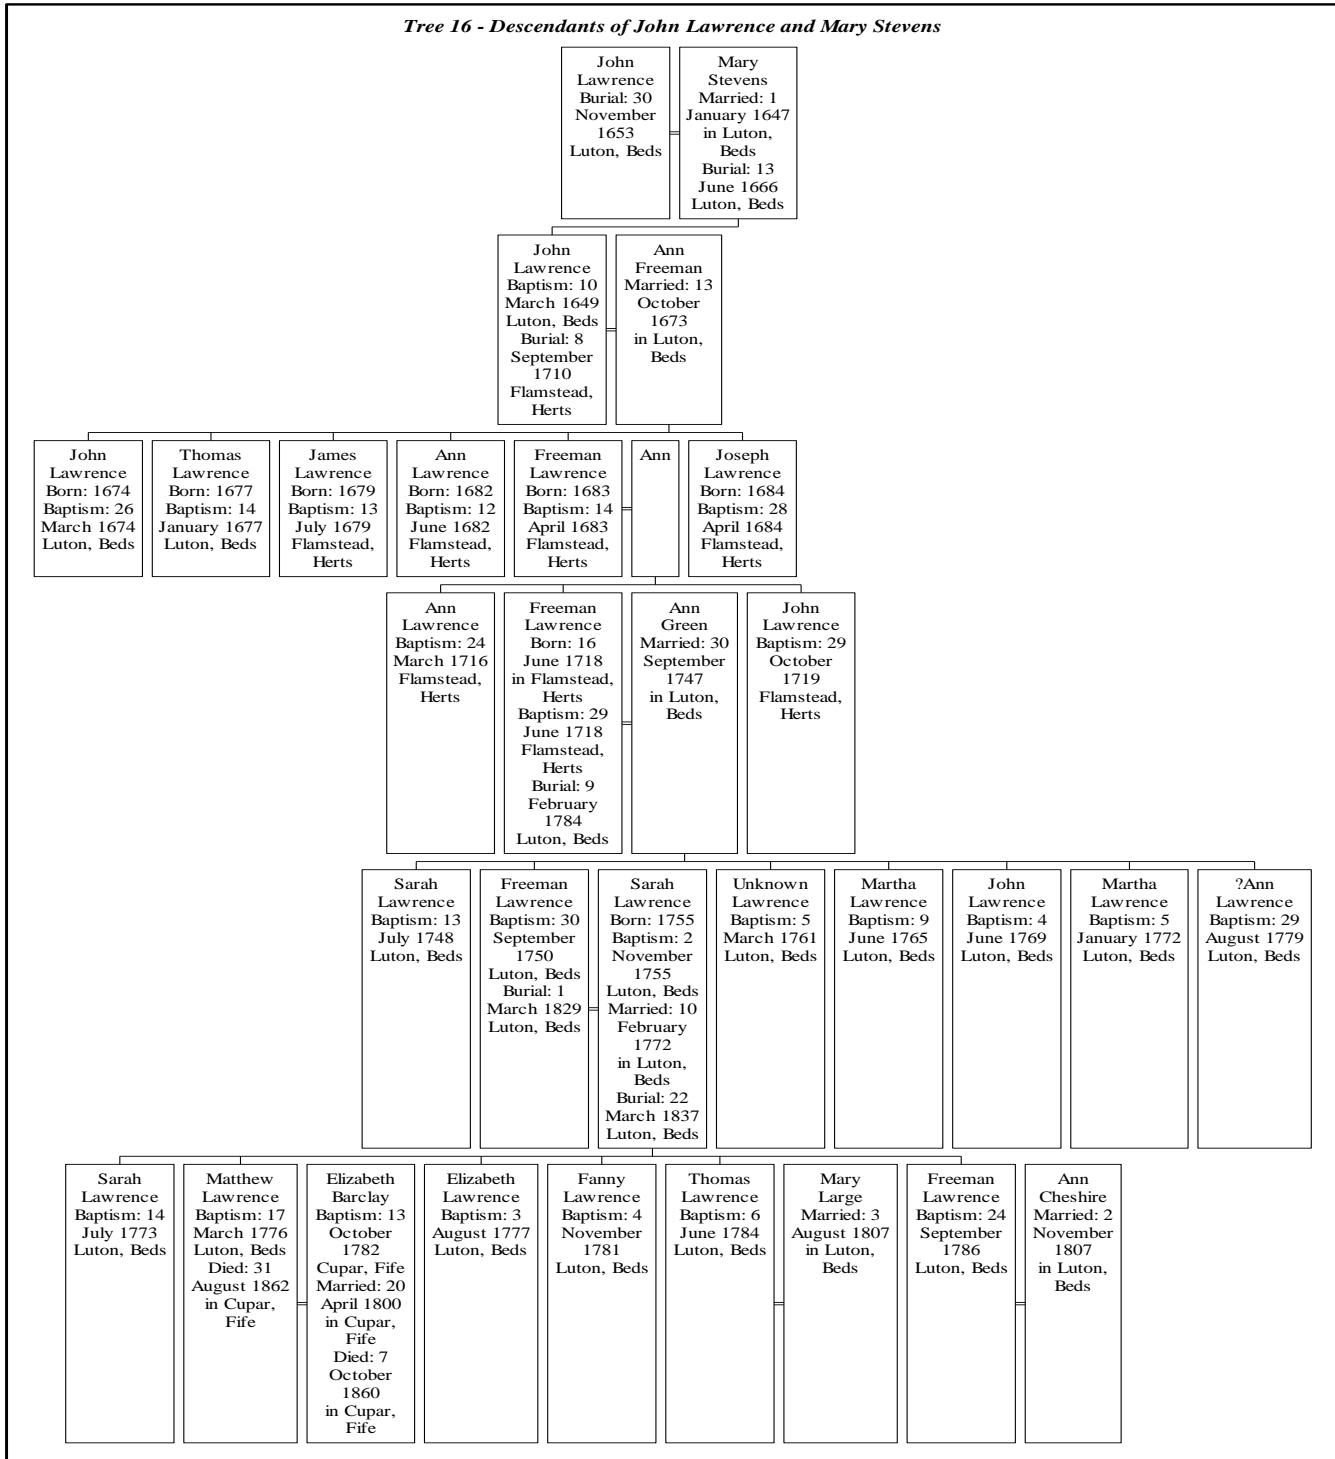 Tree 16 - Descendants of John Lawrence and Mary Stevens
John
Lawrence
Burial: 30
November
1653
Luton, Beds
Mary
Stevens
Married: 1
January 1647
in Luton,
Beds
Burial: 13
June 1666
Luton, Beds
John
Lawrence
Baptism: 10
March 1649
Luton, Beds
Burial: 8
September
1710
Flamstead,
Herts
Ann
Freeman
Married: 13
October
1673
in Luton,
Beds
John
Lawrence
Born: 1674
Baptism: 26
March 1674
Luton, Beds
Thomas
Lawrence
Born: 1677
Baptism: 14
January 1677
Luton, Beds
James
Lawrence
Born: 1679
Baptism: 13
July 1679
Flamstead,
Herts
Ann
Lawrence
Born: 1682
Baptism: 12
June 1682
Flamstead,
Herts
Freeman
Lawrence
Born: 1683
Baptism: 14
April 1683
Flamstead,
Herts
Ann
Joseph
Lawrence
Born: 1684
Baptism: 28
April 1684
Flamstead,
Herts
Ann
Lawrence
Baptism: 24
March 1716
Flamstead,
Herts
Freeman
Lawrence
Born: 16
June 1718
in Flamstead,
Herts
Baptism: 29
June 1718
Flamstead,
Herts
Burial: 9
February
1784
Luton, Beds
Ann
Green
Married: 30
September
1747
in Luton,
Beds
John
Lawrence
Baptism: 29
October
1719
Flamstead,
Herts
Sarah
Lawrence
Baptism: 13
July 1748
Luton, Beds
Freeman
Lawrence
Baptism: 30
September
1750
Luton, Beds
Burial: 1
March 1829
Luton, Beds
Sarah
Lawrence
Born: 1755
Baptism: 2
November
1755
Luton, Beds
Married: 10
February
1772
in Luton,
Beds
Burial: 22
March 1837
Luton, Beds
Unknown
Lawrence
Baptism: 5
March 1761
Luton, Beds
Martha
Lawrence
Baptism: 9
June 1765
Luton, Beds
John
Lawrence
Baptism: 4
June 1769
Luton, Beds
Martha
Lawrence
Baptism: 5
January 1772
Luton, Beds
?Ann
Lawrence
Baptism: 29
August 1779
Luton, Beds
Sarah
Lawrence
Baptism: 14
July 1773
Luton, Beds
Matthew
Lawrence
Baptism: 17
March 1776
Luton, Beds
Died: 31
August 1862
in Cupar,
Fife
Elizabeth
Barclay
Baptism: 13
October
1782
Cupar, Fife
Married: 20
April 1800
in Cupar,
Fife
Died: 7
October
1860
in Cupar,
Fife
Elizabeth
Lawrence
Baptism: 3
August 1777
Luton, Beds
Fanny
Lawrence
Baptism: 4
November
1781
Luton, Beds
Thomas
Lawrence
Baptism: 6
June 1784
Luton, Beds
Mary
Large
Married: 3
August 1807
in Luton,
Beds
Freeman
Lawrence
Baptism: 24
September
1786
Luton, Beds
Ann
Cheshire
Married: 2
November
1807
in Luton,
Beds